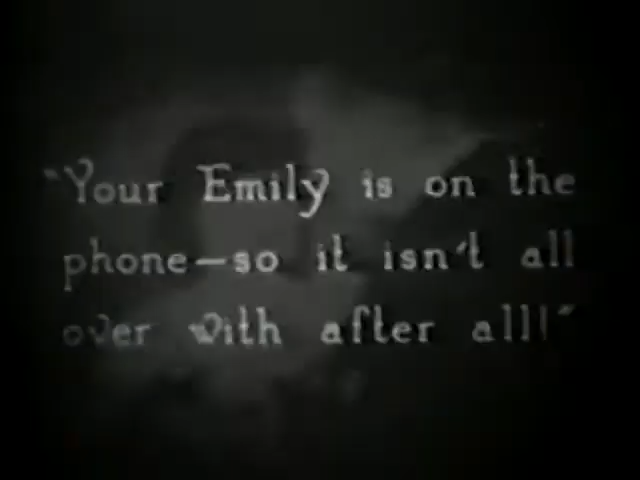 "Your Emily is on the
phone—so it isn't all
over with after all!"